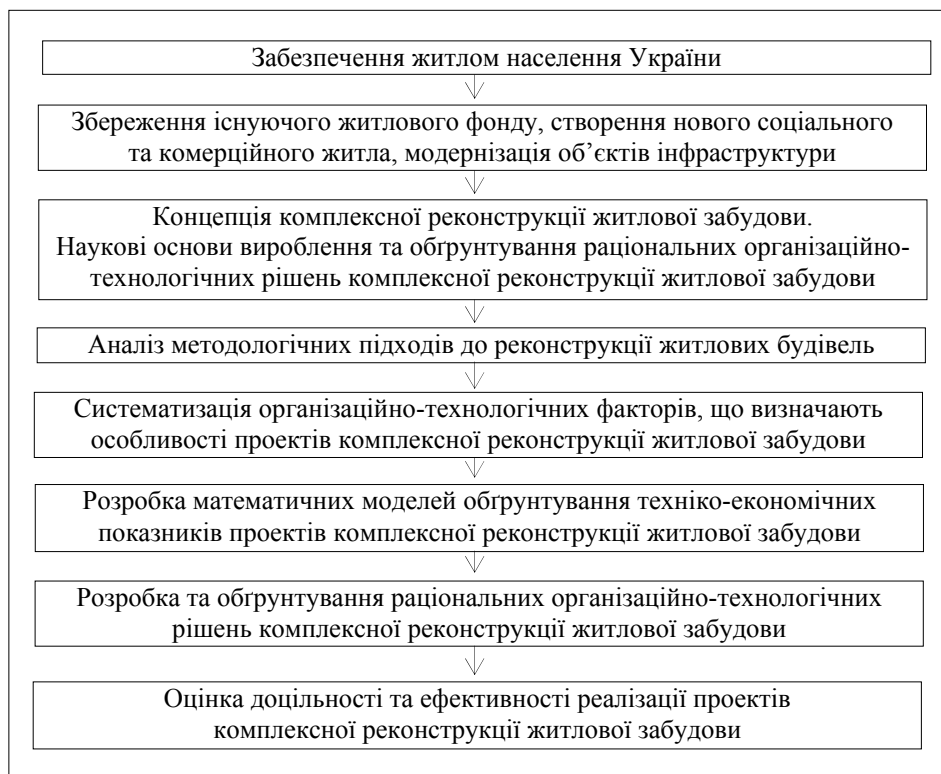 Забезпечення житлом населення України
Збереження існуючого житлового фонду, створення нового соціального
та комерційного житла, модернізація об’єктів інфраструктури
Концепція комплексної реконструкції житлової забудови.
Наукові основи вироблення та обґрунтування раціональних організаційно-
технологічних рішень комплексної реконструкції житлової забудови
Аналіз методологічних підходів до реконструкції житлових будівель
Систематизація організаційно-технологічних факторів, що визначають
особливості проектів комплексної реконструкції житлової забудови
Розробка математичних моделей обґрунтування техніко-економічних
показників проектів комплексної реконструкції житлової забудови
Розробка та обґрунтування раціональних організаційно-технологічних
рішень комплексної реконструкції житлової забудови
Оцінка доцільності та ефективності реалізації проектів
комплексної реконструкції житлової забудови